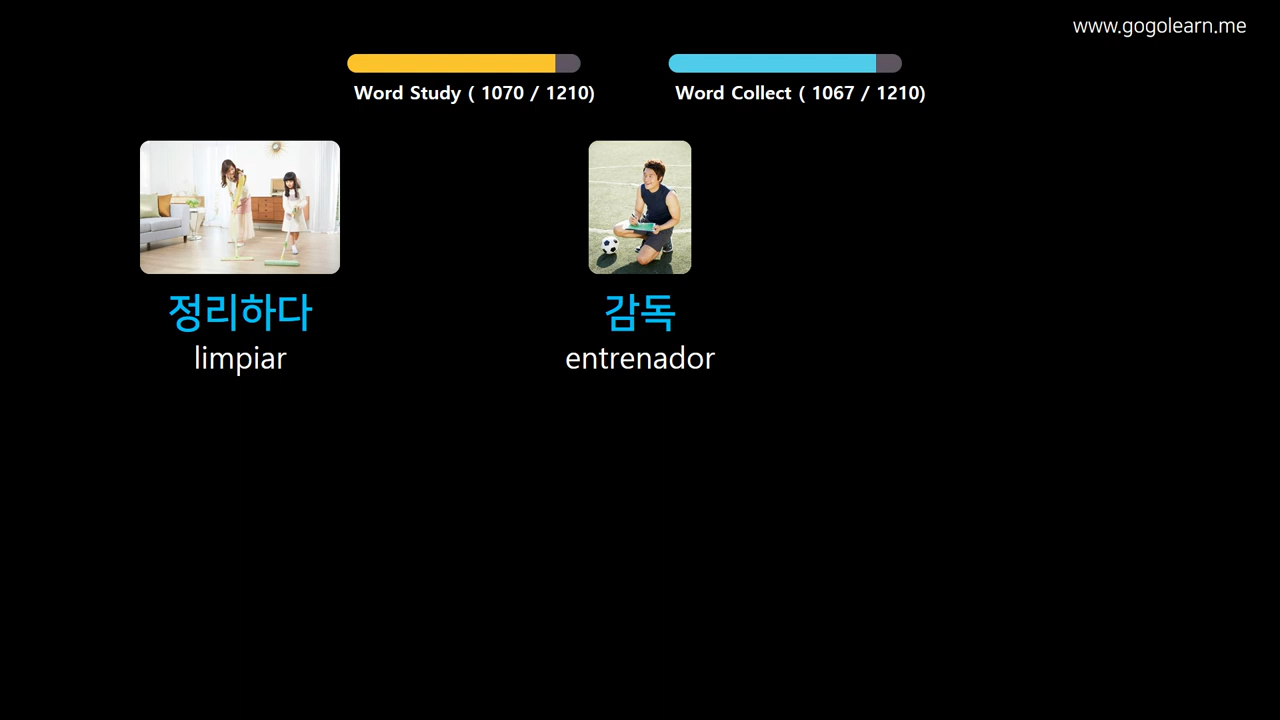 www.gogolearn.me
Word Study ( 1070 / 1210)
Word Collect ( 1067 / 1210)
정리하다
limpiar
감독
entrenador